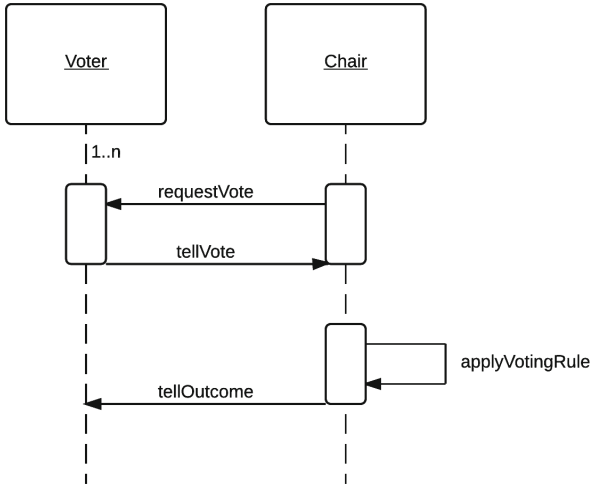 Voter
Chair
1..n
requestVote
tellVote
applyVotingRule
tellOutcome